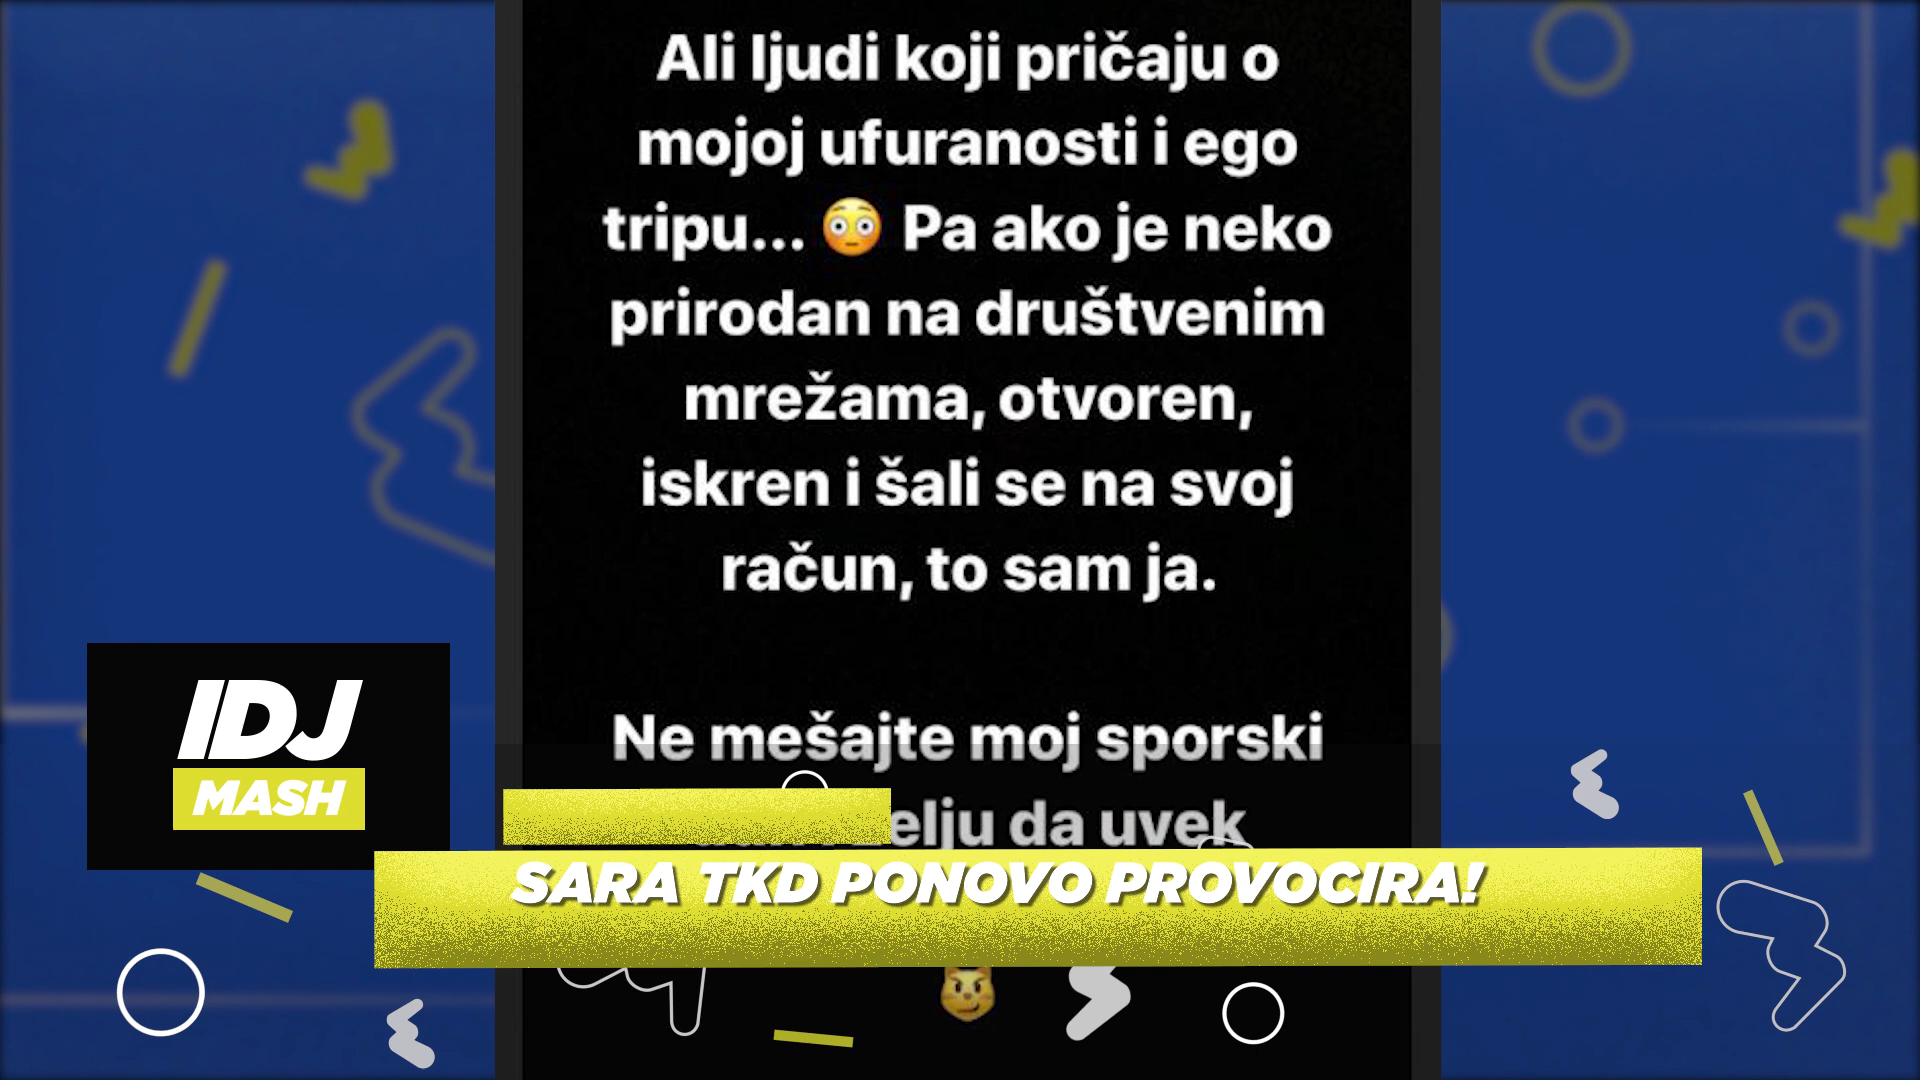 Ali ljudi koji pričaju o
mojoj ufuranosti i ego
tripu... 😳 Pa ako je neko
prirodan na društvenim
mrežama, otvoren,
iskren i šali se na svoj
račun, to sam ja.
Ne mešajte moj sporski
da uvek
IDJ
MASH
SARA TKD PONOVO PROVOCIRA!